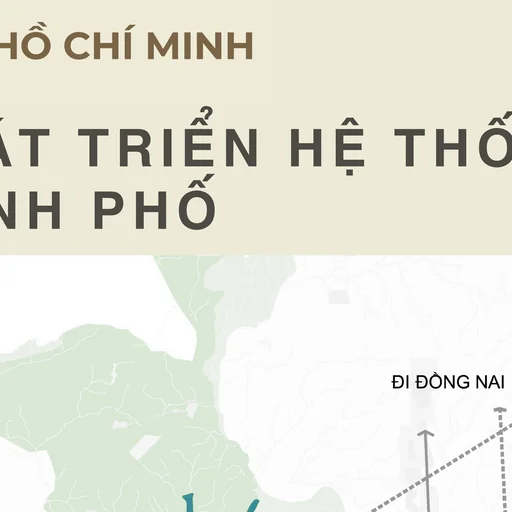 HỒ CHÍ MINH
ÁT TRIỂN HỆ THỐ
NH PHỐ
ĐI ĐỒNG NAI